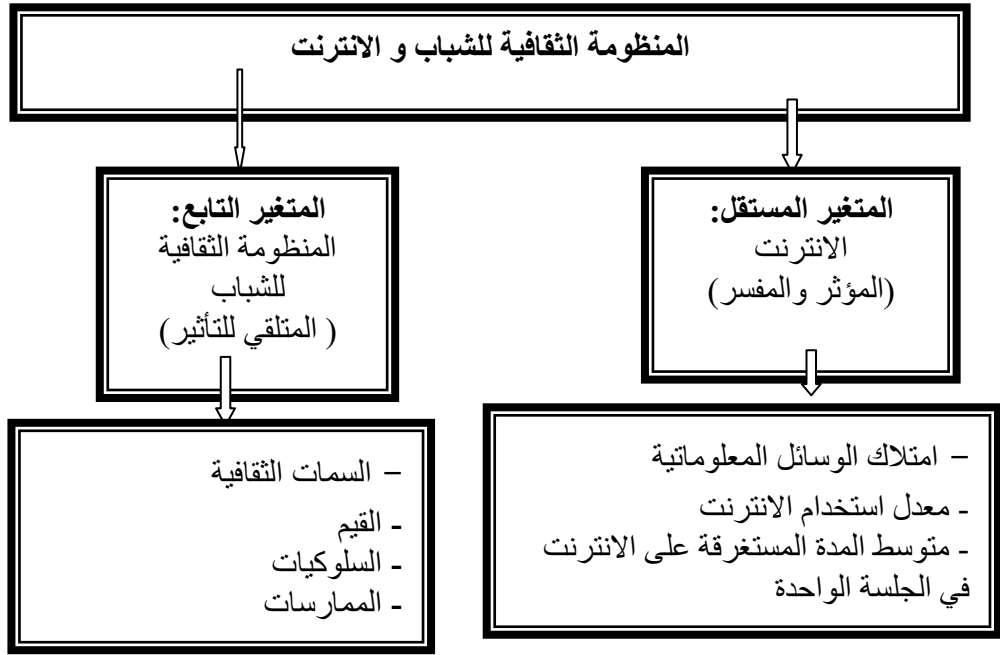 المنظومة الثقافية للشباب و الانترنت
المتغير المستقل:
الانترنت
(المؤثر والمفسر)
المتغير التابع:
المنظومة الثقافية
للشباب
( المتلقي للتأثير)
– امتلاك الوسائل المعلوماتية
- معدل استخدام الانترنت
- متوسط المدة المستغرقة على الانترنت
في الجلسة الواحدة
– السمات الثقافية
- القيم
- السلوكيات
- الممارسات